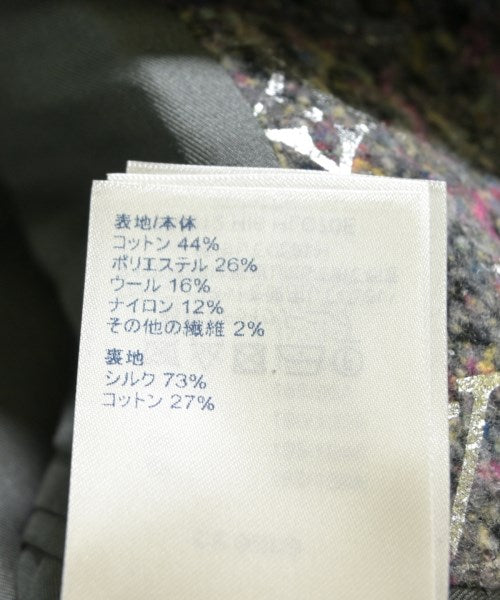 表地/本体
コットン 44%
ポリエステル 26%
ウール 16%
ナイロン 12%
その他の繊維 2%
裏地
シルク 73%
コットン 27%